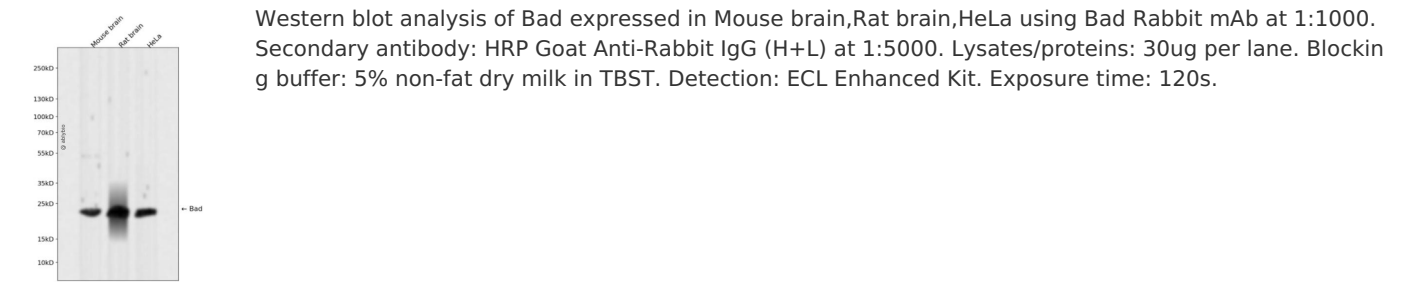 Mouse brain
Rat brain
HeLa
250kD
130kD
100kD
70kD
55kD
35kD
25kD
15kD
10kD
@ abybro
← Bad
Western blot analysis of Bad expressed in Mouse brain,Rat brain,HeLa using Bad Rabbit mAb at 1:1000.
Secondary antibody: HRP Goat Anti-Rabbit IgG (H+L) at 1:5000. Lysates/proteins: 30ug per lane. Blockin
g buffer: 5% non-fat dry milk in TBST. Detection: ECL Enhanced Kit. Exposure time: 120s.